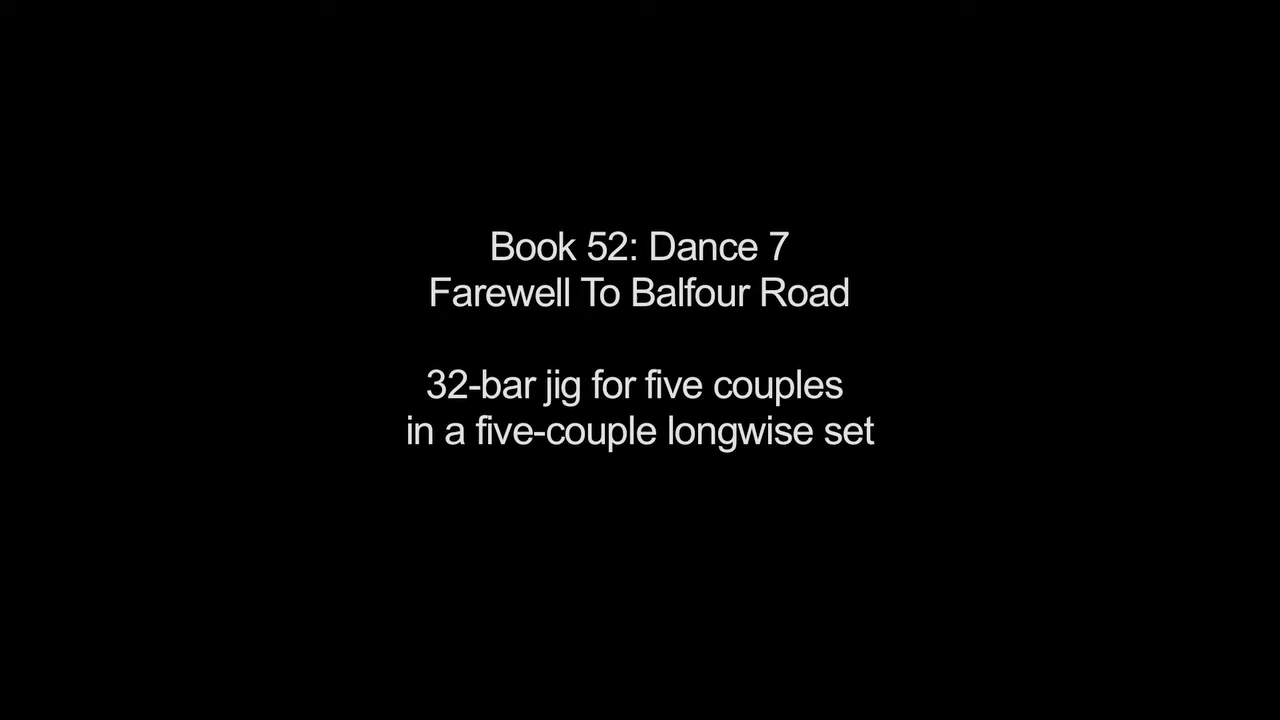 Book 52: Dance 7
Farewell To Balfour Road
32-bar jig for five couples
in a five-couple longwise set